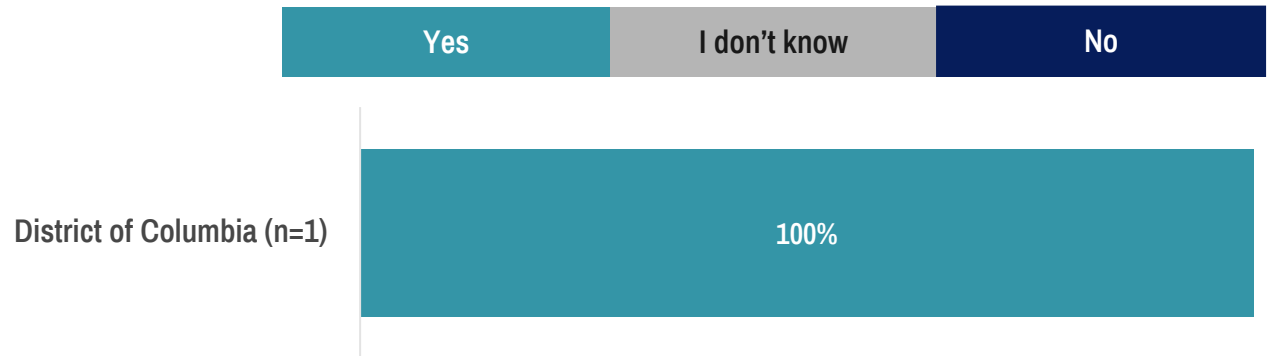 Yes I don’t know No
District of Columbia (n=1) 100%